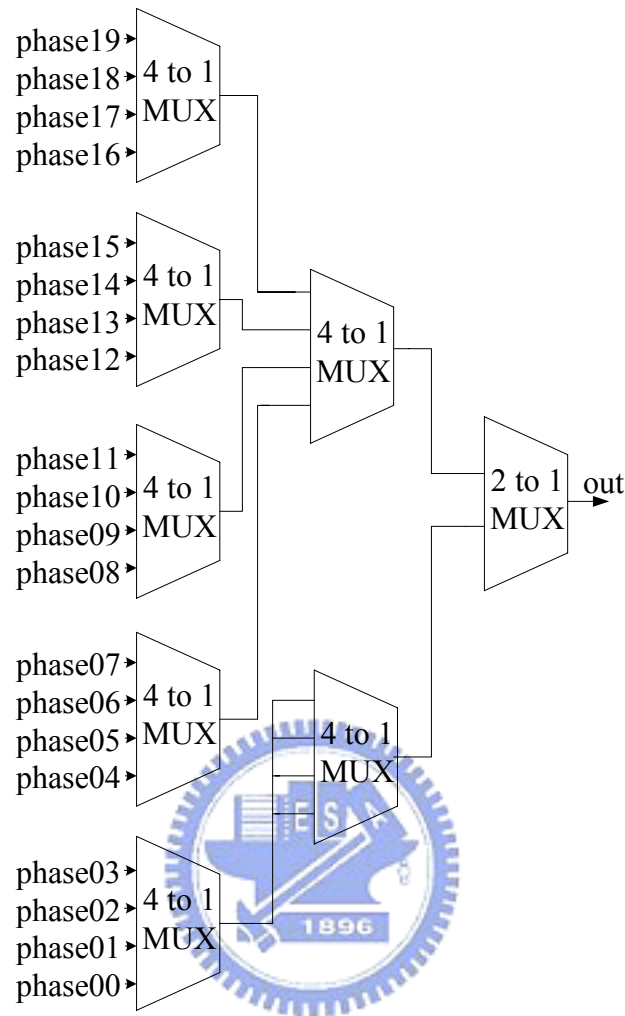 phase19
phase18
phase17
phase16
4 to 1
MUX
phase15
phase14
phase13
phase12
4 to 1
MUX
4 to 1
MUX
phase11
phase10
phase09
phase08
4 to 1
MUX
2 to 1
MUX
out
phase07
phase06
phase05
phase04
4 to 1
MUX
4 to 1
MUX
E S
1896
phase03
phase02
phase01
phase00
4 to 1
MUX